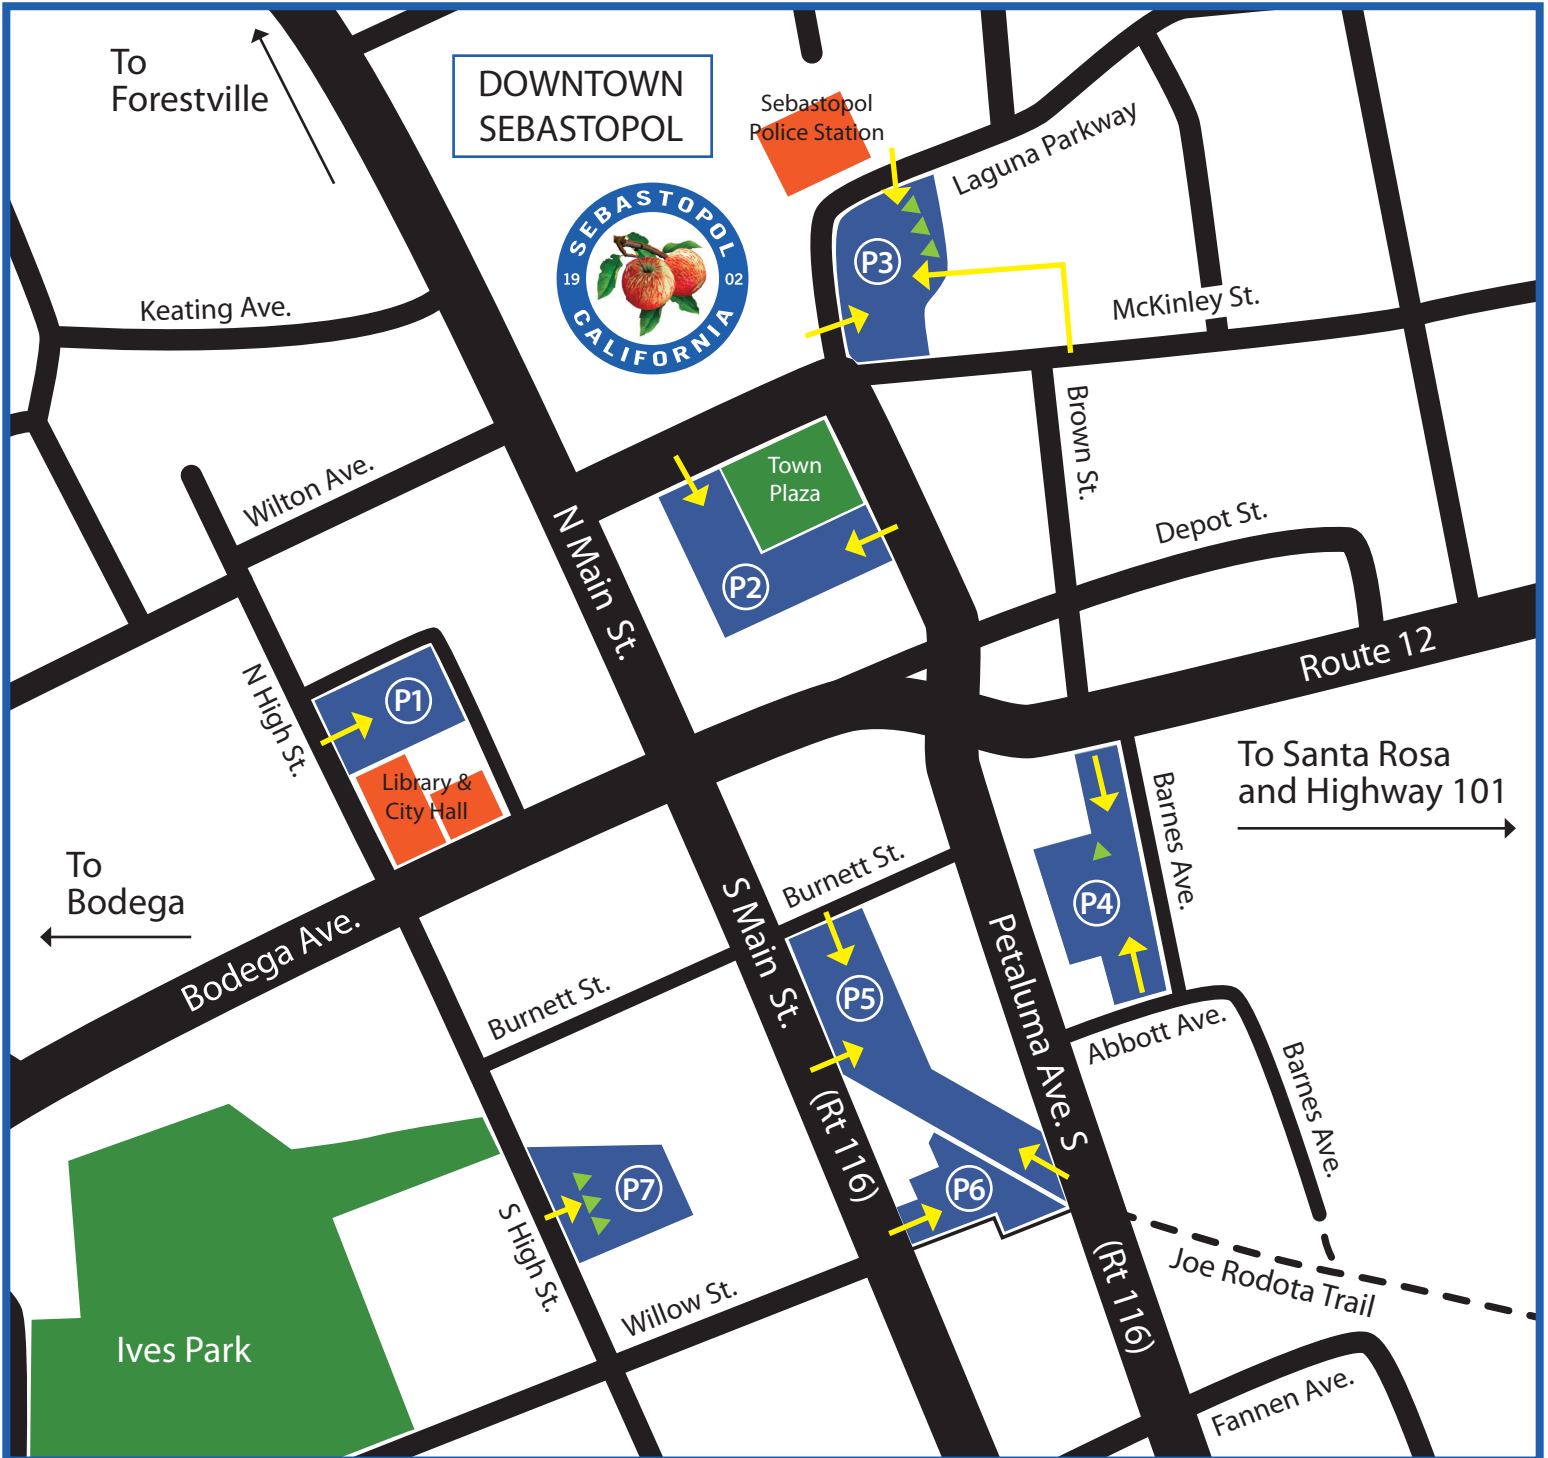 To
Forestville
DOWNTOWN
SEBASTOPOL
Sebastopol
Police Station
Laguna Parkway
SEBASTOPOL
19
02
CALIFORNIA
P3
Keating Ave.
McKinley St.
Brown St.
Wilton Ave.
Town
Plaza
N Main St.
Depot St.
P2
Route 12
N High St.
P1
Library &
City Hall
To Santa Rosa
and Highway 101
Barnes Ave.
To
Bodega
Burnett St.
P4
S Main St.
Bodega Ave.
Petaluma Ave. S
Burnett St.
P5
Abbott Ave.
Barnes Ave.
(Rt 116)
P7
P6
S High St.
(Rt 116)
Joe Rodota Trail
Willow St.
Ives Park
Fannen Ave.